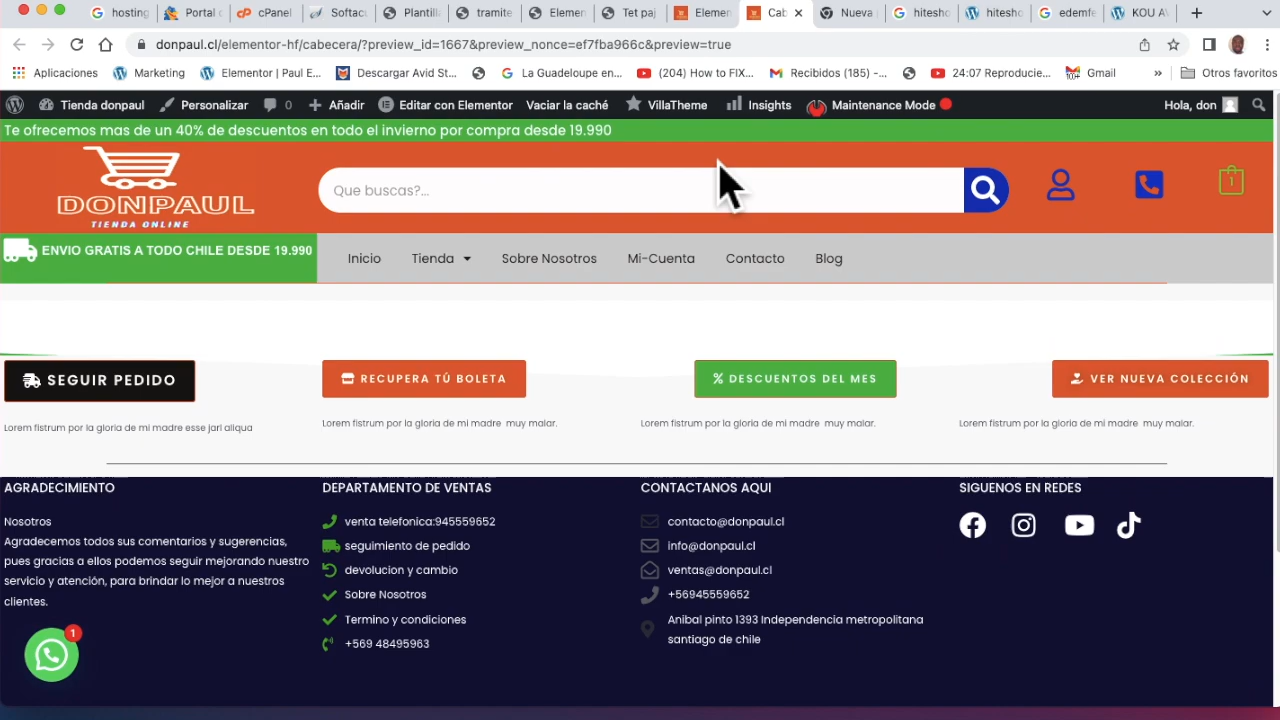 hosting
Portal
cPanel
Softacu
Plantill
tramite
Elemen
Tet paj
Elemen
Cab
Nueva
hitesho
hitesho
edemfe
KOU A
donpaul.cl/elementor-hf/cabecera/?preview_id=1667&preview_nonce=ef7fba966c&preview=true
Aplicaciones
Marketing
Elementor | Paul E...
Descargar Avid St...
La Guadeloupe en...
(204) How to FIX...
Recibidos (185) -...
24:07 Reproducie...
Gmail
»
Otros favoritos
Tienda donpaul
Personalizar
0
Añadir
Editar con Elementor
Vaciar la caché
VillaTheme
Insights
Maintenance Mode
Hola, don
Te ofrecemos mas de un 40% de descuentos en todo el invierno por compra desde 19.990
DONPAUL
TIENDA ONLINE
Que buscas?...
1
ENVIO GRATIS A TODO CHILE DESDE 19.990
Inicio
Tienda
Sobre Nosotros
Mi-Cuenta
Contacto
Blog
SEGUIR PEDIDO
RECUPERA TÚ BOLETA
DESCUENTOS DEL MES
VER NUEVA COLECCIÓN
Lorem fistrum por la gloria de mi madre esse jarl aliqua
Lorem fistrum por la gloria de mi madre muy malar.
Lorem fistrum por la gloria de mi madre muy malar.
Lorem fistrum por la gloria de mi madre muy malar.
AGRADECIMIENTO
Nosotros
Agradecemos todos sus comentarios y sugerencias,
pues gracias a ellos podemos seguir mejorando nuestro
servicio y atención, para brindar lo mejor a nuestros
clientes.
1
DEPARTAMENTO DE VENTAS
venta telefonica:945559652
seguimiento de pedido
devolucion y cambio
Sobre Nosotros
Termino y condiciones
+569 48495963
CONTACTANOS AQUI
contacto@donpaul.cl
info@donpaul.cl
ventas@donpaul.cl
+56945559652
Anibal pinto 1393 Independencia metropolitana
santiago de chile
SIGUENOS EN REDES